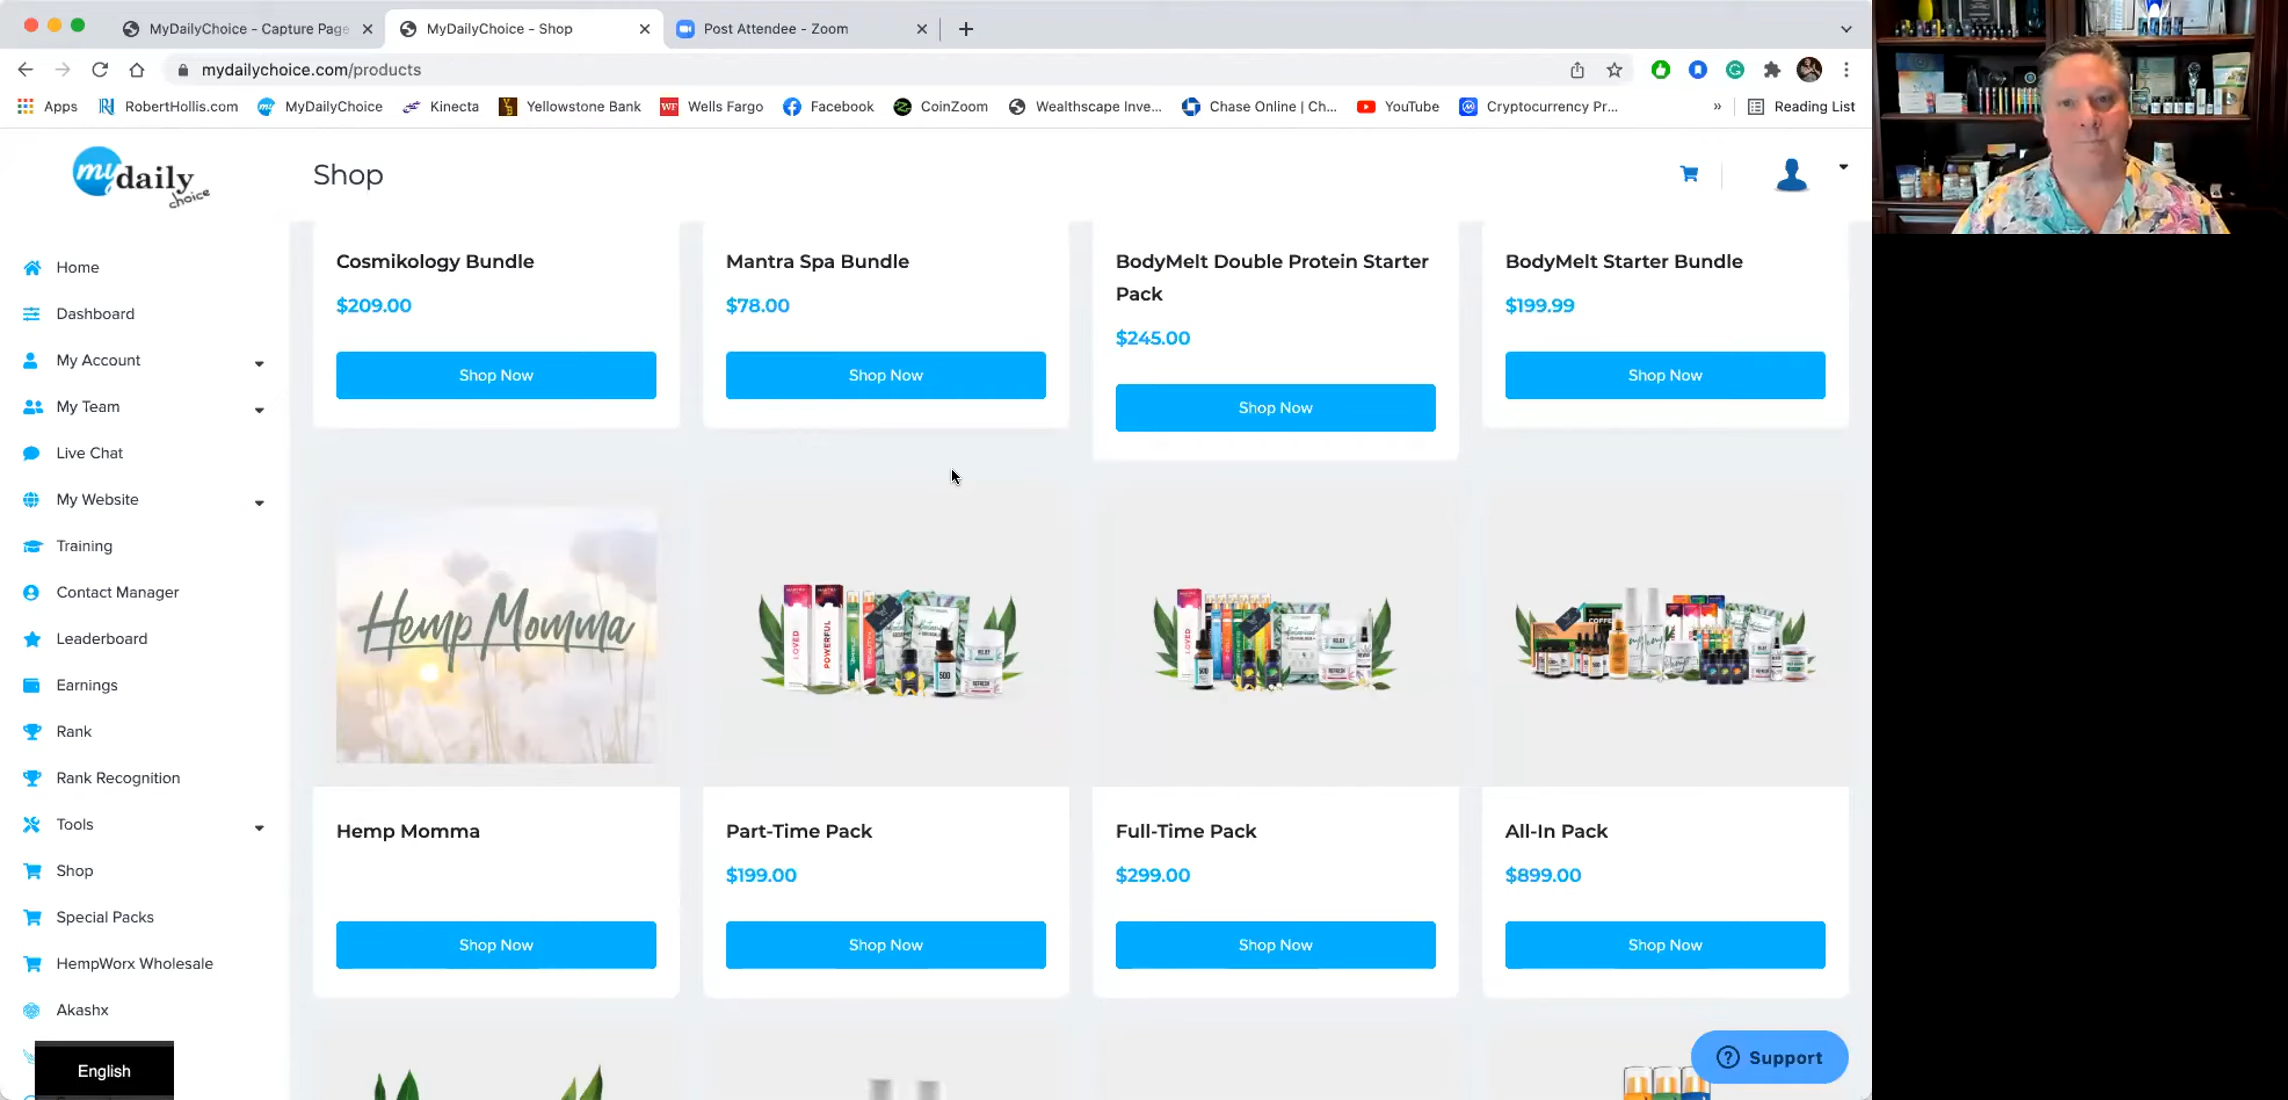 MyDailyChoice - Capture Page
MyDailyChoice - Shop
Post Attendee - Zoom
mydailychoice.com/products
Apps
RobertHollis.com
MyDailyChoice
Kinecta
Yellowstone Bank
WF
Wells Fargo
Facebook
CoinZoom
Wealthscape Inve...
Chase Online | Ch...
YouTube
Cryptocurrency Pr...
»
Reading List
my daily choice
Shop
Home
Dashboard
My Account
My Team
Live Chat
My Website
Training
Contact Manager
Leaderboard
Earnings
Rank
Rank Recognition
Tools
Shop
Special Packs
HempWorx Wholesale
Akashx
English
Cosmikology Bundle
$209.00
Shop Now
Mantra Spa Bundle
$78.00
Shop Now
BodyMelt Double Protein Starter
Pack
$245.00
Shop Now
BodyMelt Starter Bundle
$199.99
Shop Now
Hemp Momma
Hemp Momma
Shop Now
LOVED
POWERFUL
500
Part-Time Pack
$199.00
Shop Now
LOVED
Full-Time Pack
$299.00
Shop Now
COFFEE
All-In Pack
$899.00
Shop Now
Support